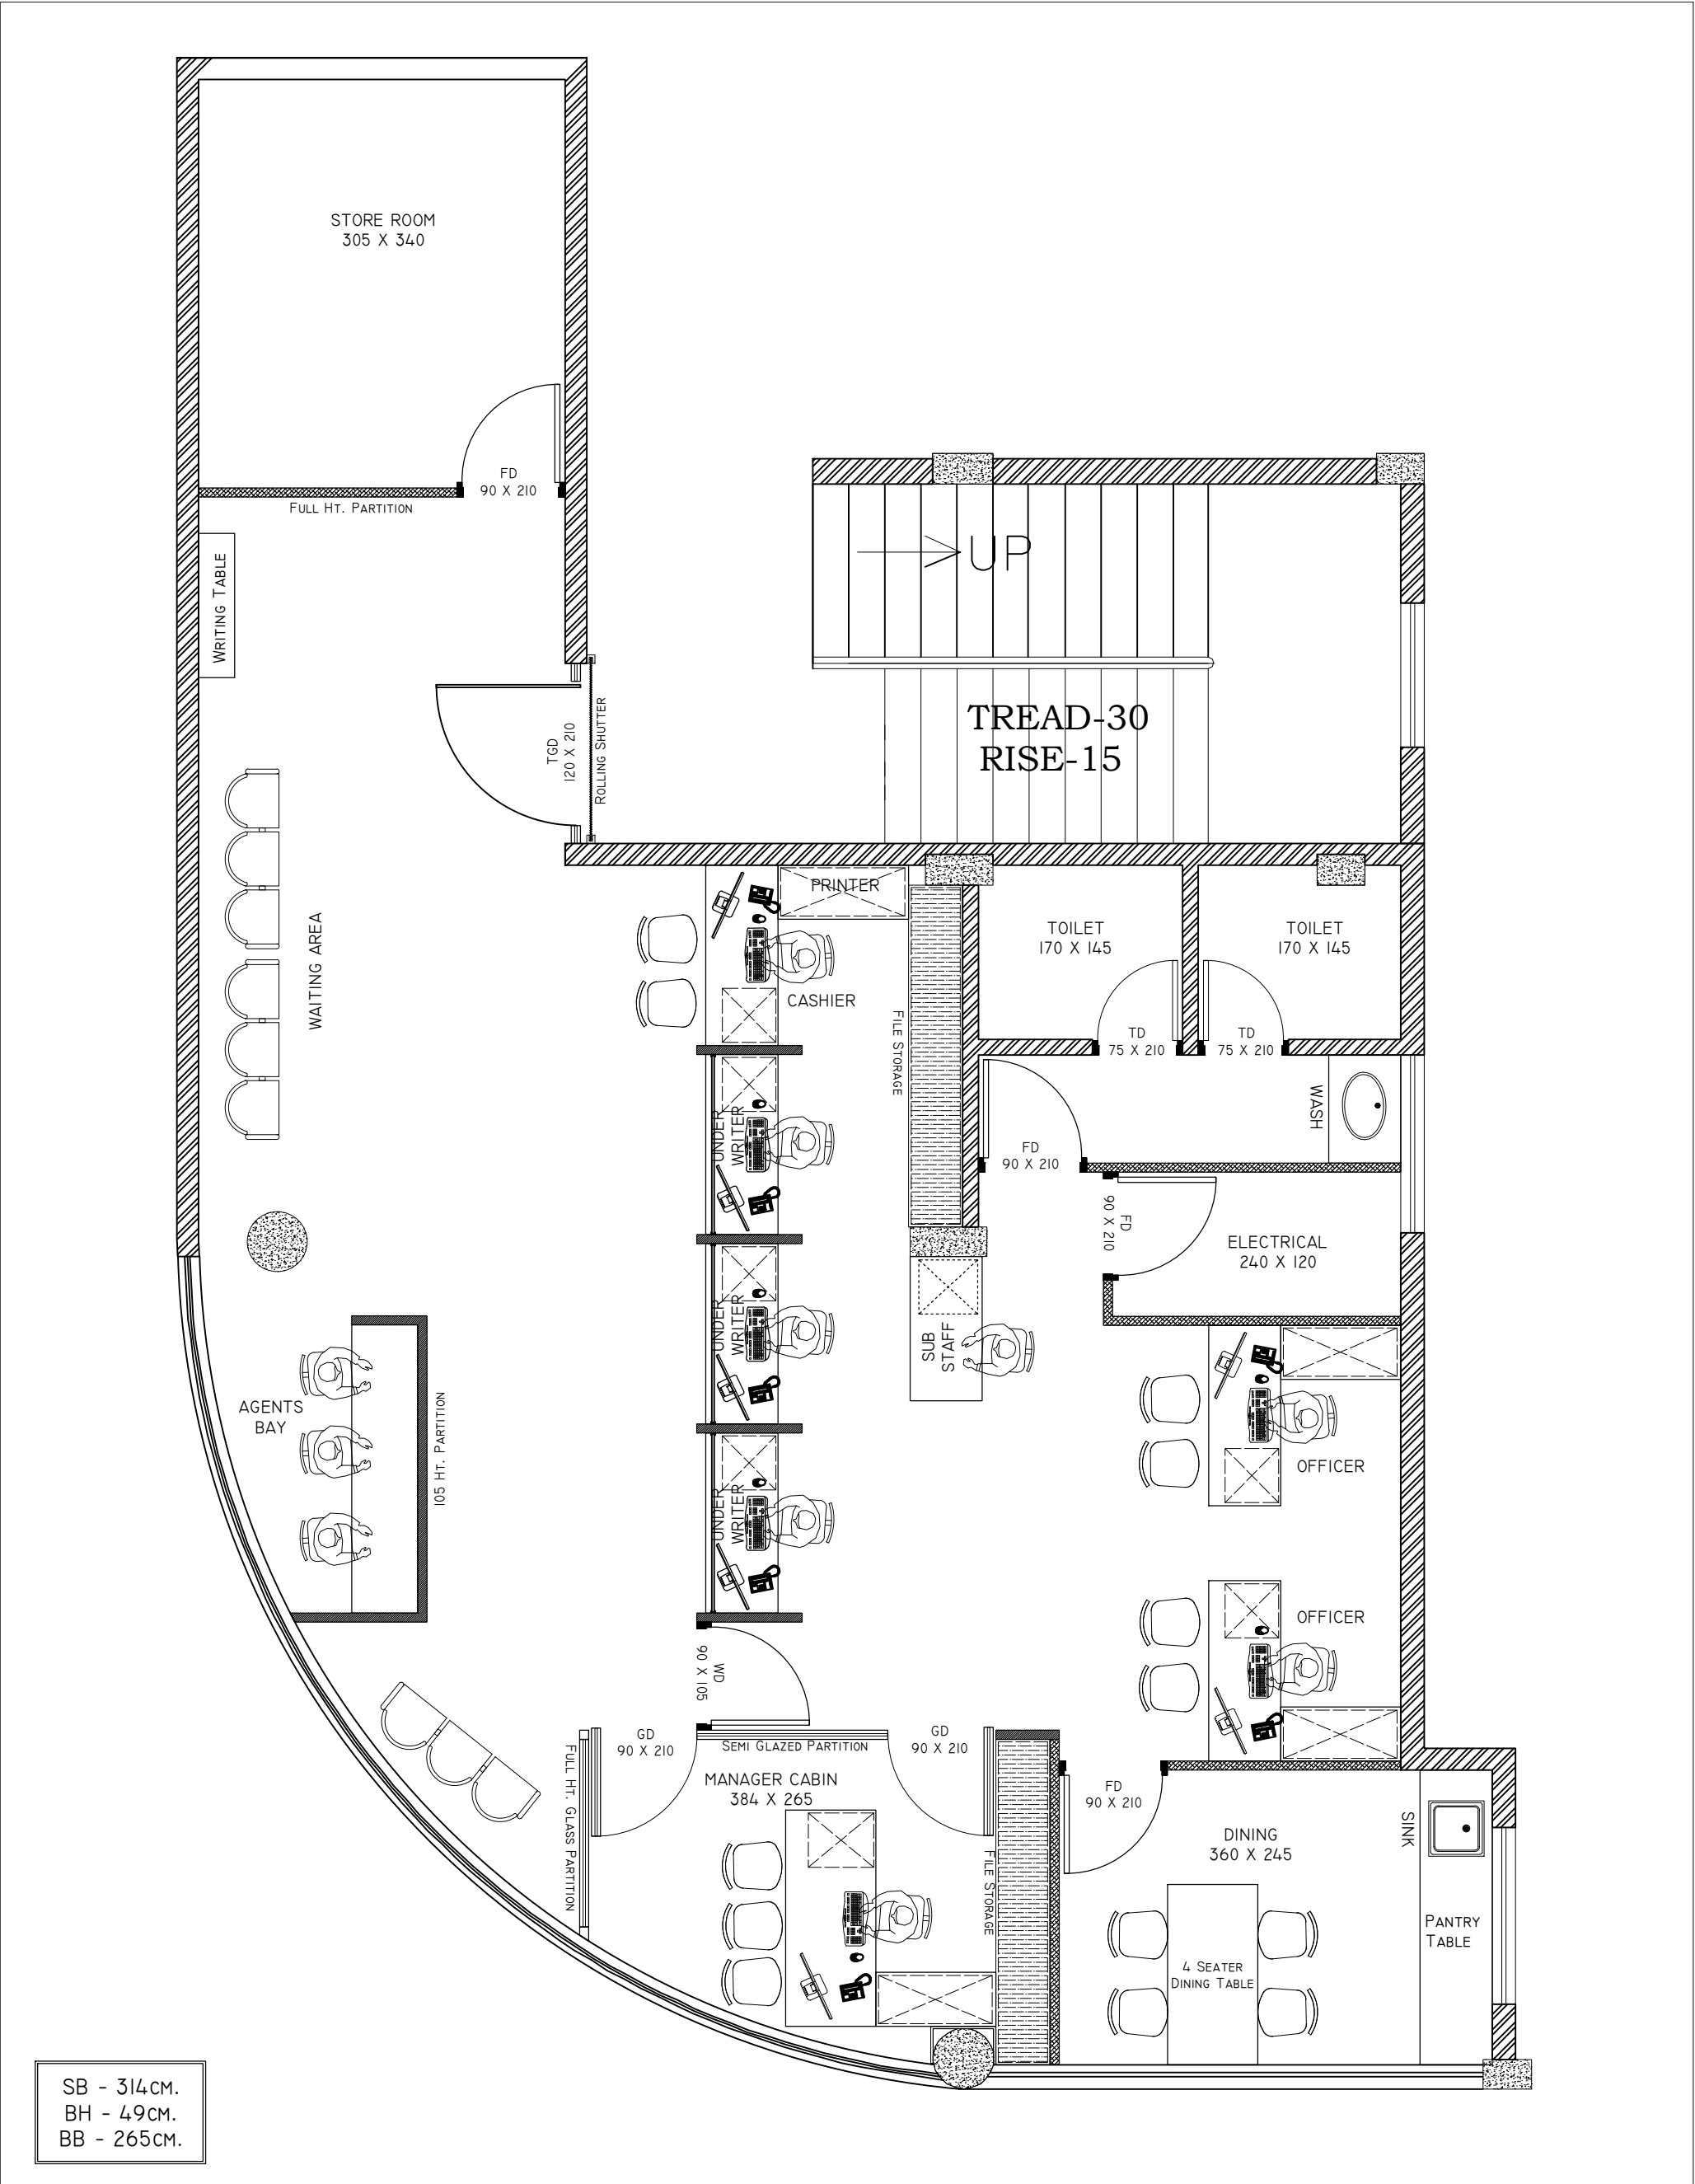 STORE ROOM
305 X 340
FD
90 X 210
FULL HT. PARTITION
WRITING TABLE
UP
TREAD-30
RISE-15
TGD
120 X 210
ROLLING SHUTTER
WAITING AREA
PRINTER
CASHIER
FILE STORAGE
TOILET
170 X 145
TOILET
170 X 145
TD
75 X 210
TD
75 X 210
WASH
FD
90 X 210
FD
90 X 210
ELECTRICAL
240 X 120
UNDER
WRITER
UNDER
WRITER
UNDER
WRITER
SUB
STAFF
AGENTS
BAY
105 HT. PARTITION
OFFICER
OFFICER
WD
90 X 105
GD
90 X 210
SEMI GLAZED PARTITION
GD
90 X 210
FULL HT. GLASS PARTITION
MANAGER CABIN
384 X 265
FILE STORAGE
FD
90 X 210
DINING
360 X 245
SINK
PANTRY
TABLE
4 SEATER
DINING TABLE
SB - 314CM.
BH - 49CM.
BB - 265CM.